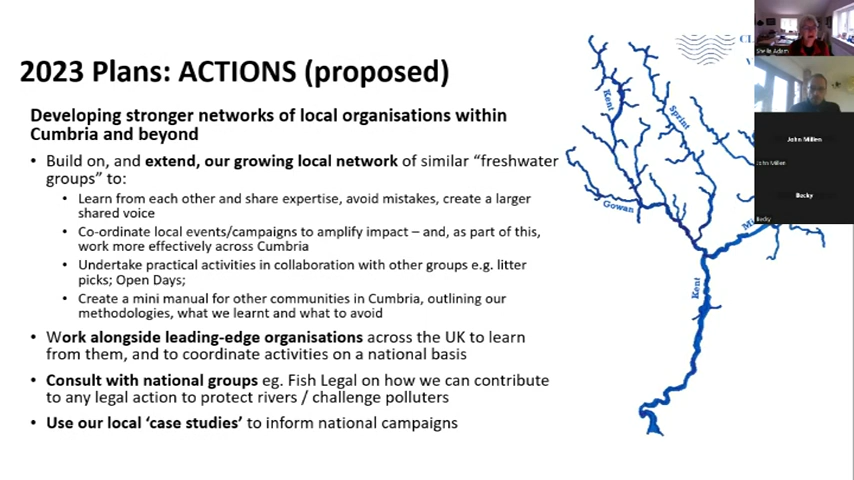 2023 Plans: ACTIONS (proposed)
Developing stronger networks of local organisations within
Cumbria and beyond
• Build on, and extend, our growing local network of similar “freshwater
groups” to:
• Learn from each other and share expertise, avoid mistakes, create a larger
shared voice
• Co-ordinate local events/campaigns to amplify impact – and, as part of this,
work more effectively across Cumbria
• Undertake practical activities in collaboration with other groups e.g. litter
picks; Open Days;
• Create a mini manual for other communities in Cumbria, outlining our
methodologies, what we learnt and what to avoid
• Work alongside leading-edge organisations across the UK to learn
from them, and to coordinate activities on a national basis
• Consult with national groups eg. Fish Legal on how we can contribute
to any legal action to protect rivers / challenge polluters
• Use our local ‘case studies’ to inform national campaigns
CL
Kent
Sprint
Gowan
Mi
Kent
Sheila Adam
John Millen
John Millen
Becky
Becky